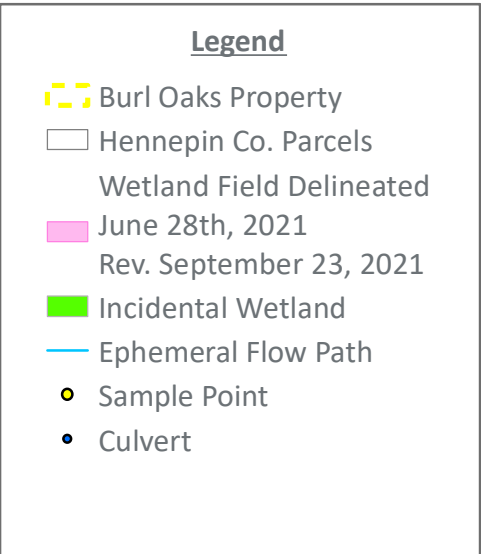 Legend
Burl Oaks Property
Hennepin Co. Parcels
Wetland Field Delineated
June 28th, 2021
Rev. September 23, 2021
Incidental Wetland
Ephemeral Flow Path
Sample Point
Culvert